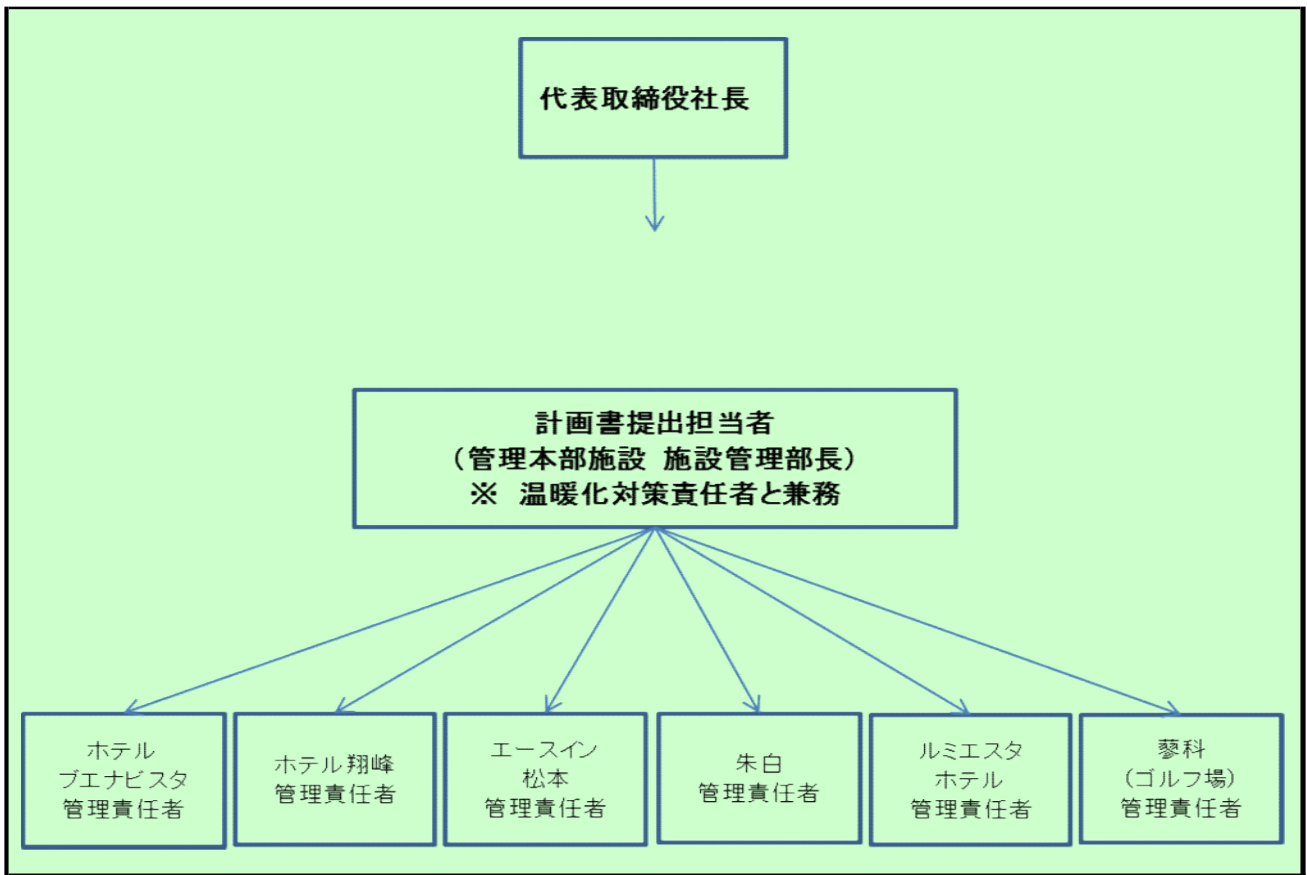 代表取締役社長
計画書提出担当者
（管理本部施設 施設管理部長）
※ 温暖化対策責任者と兼務
ホテル
ブエナビスタ
管理責任者
ホテル翔峰
管理責任者
エースイン
松本
管理責任者
朱白
管理責任者
ルミエスタ
ホテル
管理責任者
蓼科
（ゴルフ場）
管理責任者